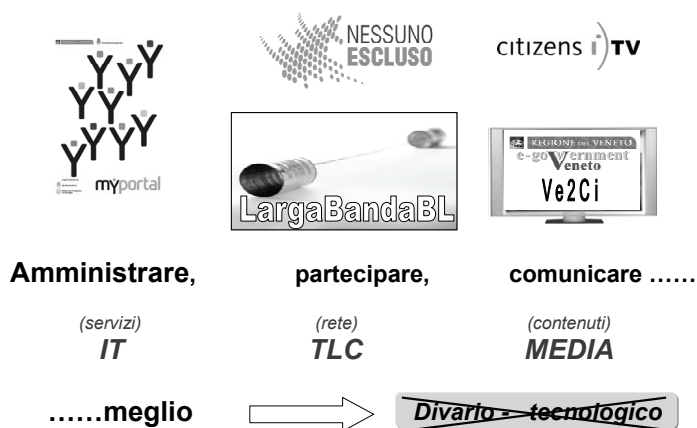 NESSUNO
ESCLUSO
citizens i)TV
myportal
LargaBandaBL
REGIONE DEL VENETO
e-government
Veneto
Ve2Ci
Amministrare, partecipare, comunicare ......
(servizi) (rete) (contenuti)
IT TLC MEDIA
......meglio Divario - tecnologico